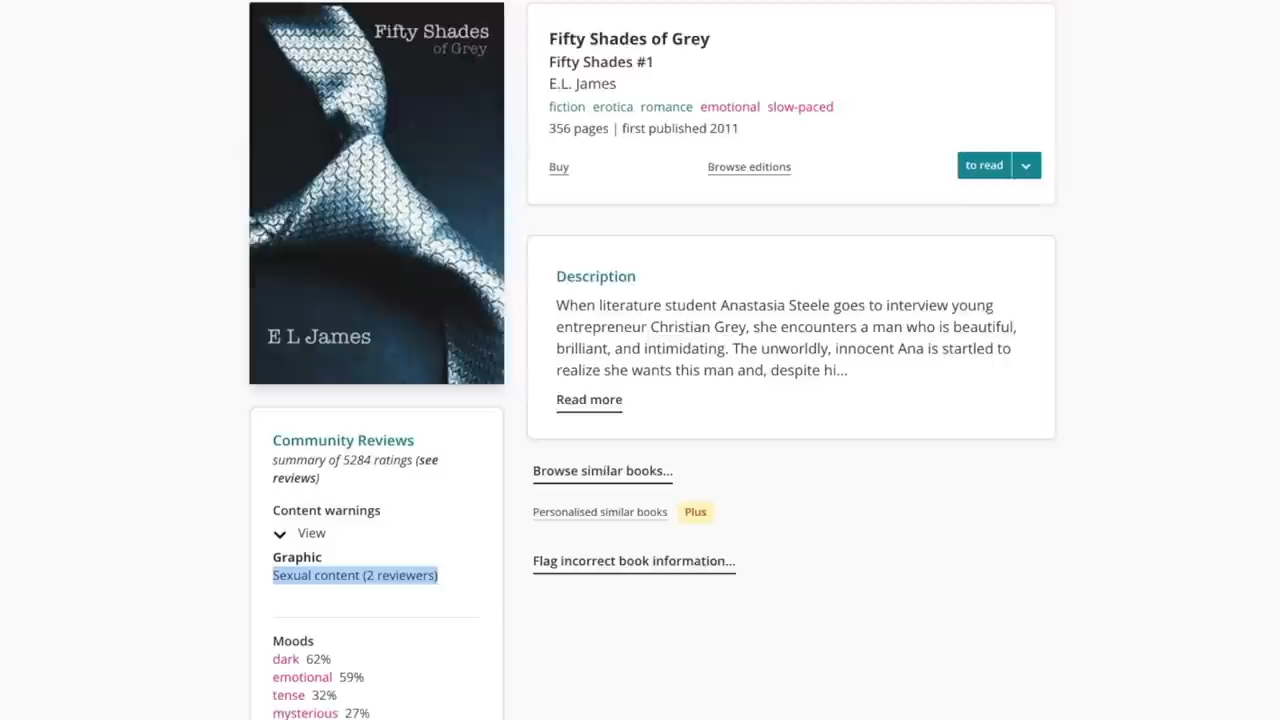 Fifty Shades
of Grey
E L James
Fifty Shades of Grey
Fifty Shades #1
E.L. James
fiction erotica romance emotional slow-paced
356 pages | first published 2011
Buy
Browse editions
to read
Description
When literature student Anastasia Steele goes to interview young
entrepreneur Christian Grey, she encounters a man who is beautiful,
brilliant, and intimidating. The unworldly, innocent Ana is startled to
realize she wants this man and, despite hi...
Read more
Browse similar books...
Personalised similar books Plus
Flag incorrect book information...
Community Reviews
summary of 5284 ratings (see
reviews)
Content warnings
View
Graphic
Sexual content (2 reviewers)
Moods
dark 62%
emotional 59%
tense 32%
mysterious 27%